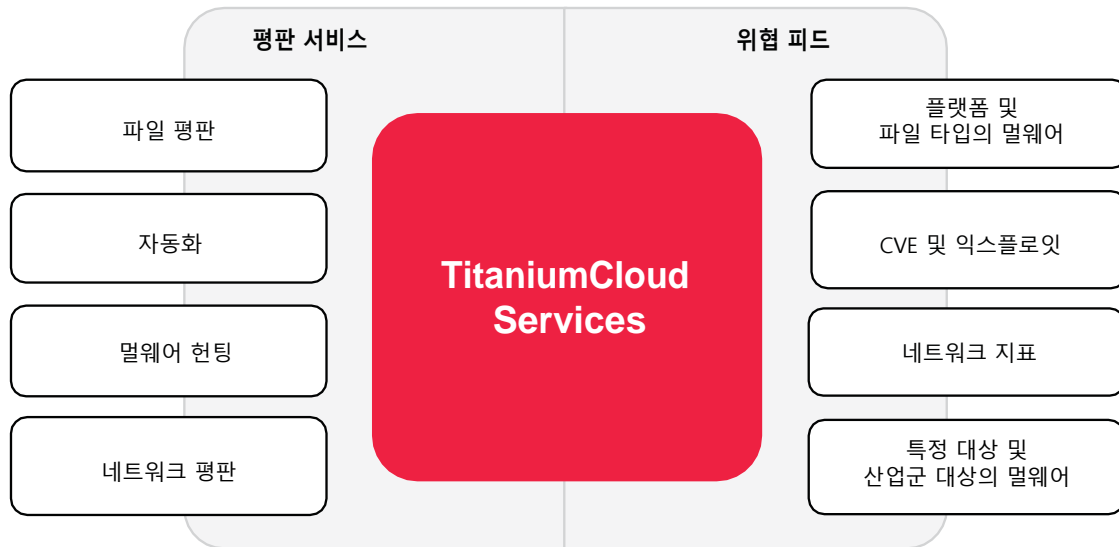 평판 서비스
위협 피드
파일 평판
자동화
멀웨어 헌팅
네트워크 평판
TitaniumCloud
Services
플랫폼 및
파일 타입의 멀웨어
CVE 및 익스플로잇
네트워크 지표
특정 대상 및
산업군 대상의 멀웨어